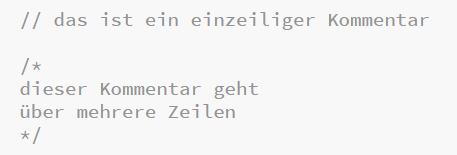 // das ist ein einzeiliger Kommentar
/*
dieser Kommentar geht
über mehrere Zeilen
*/